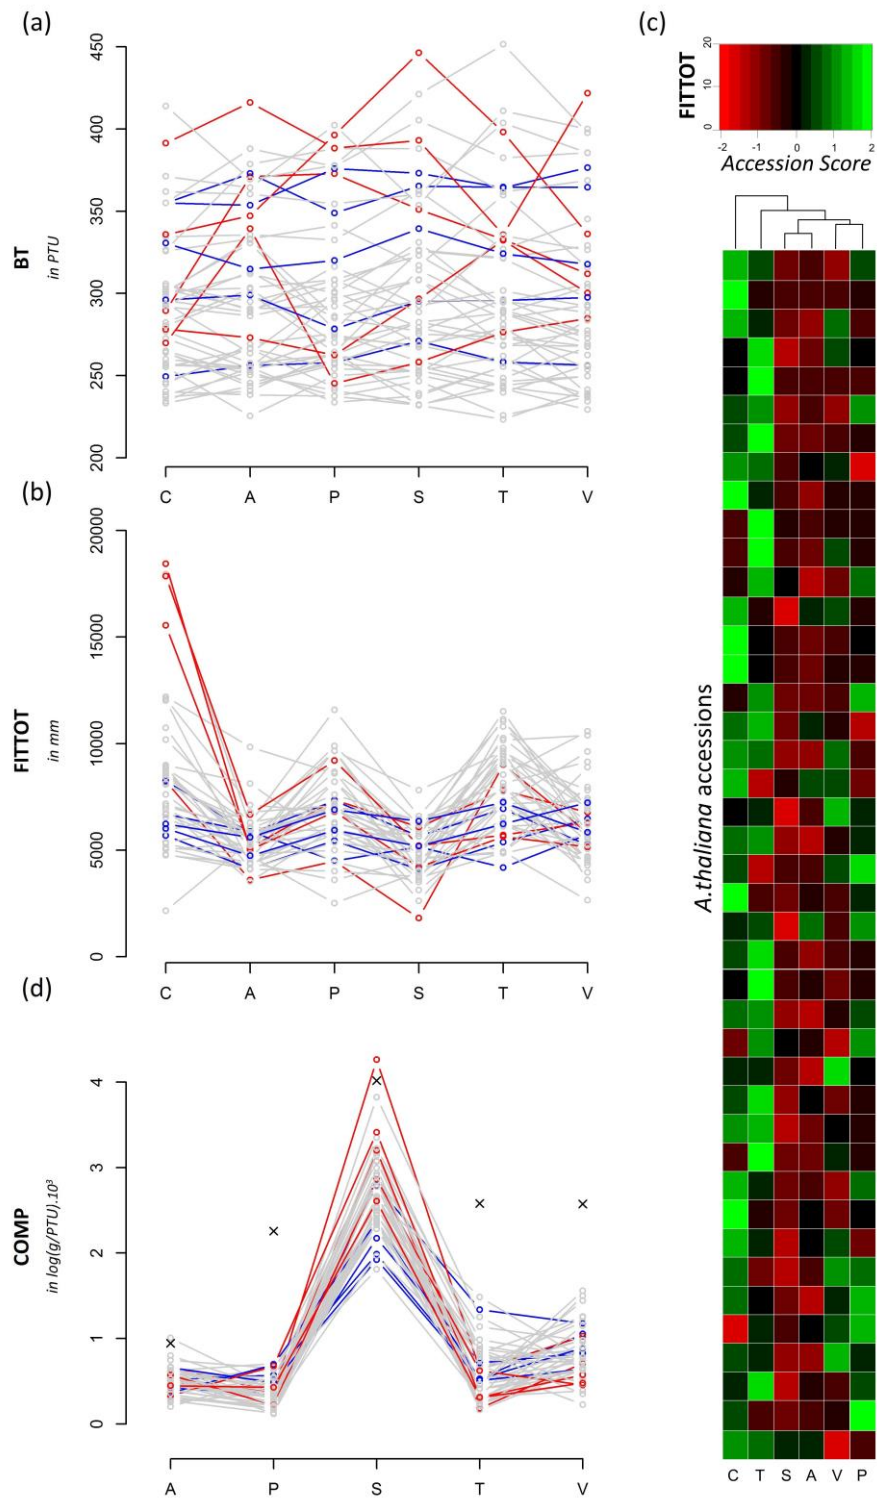 (a)
450
400
350
300
250
200
BT
in PTU
C A P S T V
(b)
20000
15000
10000
5000
0
FITTOT
in mm
C A P S T V
(d)
4
3
2
1
0
COMP
in log(g/PTU).10³
A P S T V
(c)
FITTOT
20
10
0
-2 -1 0 1 2
Accession Score
A.thaliana accessions
C T S A V P